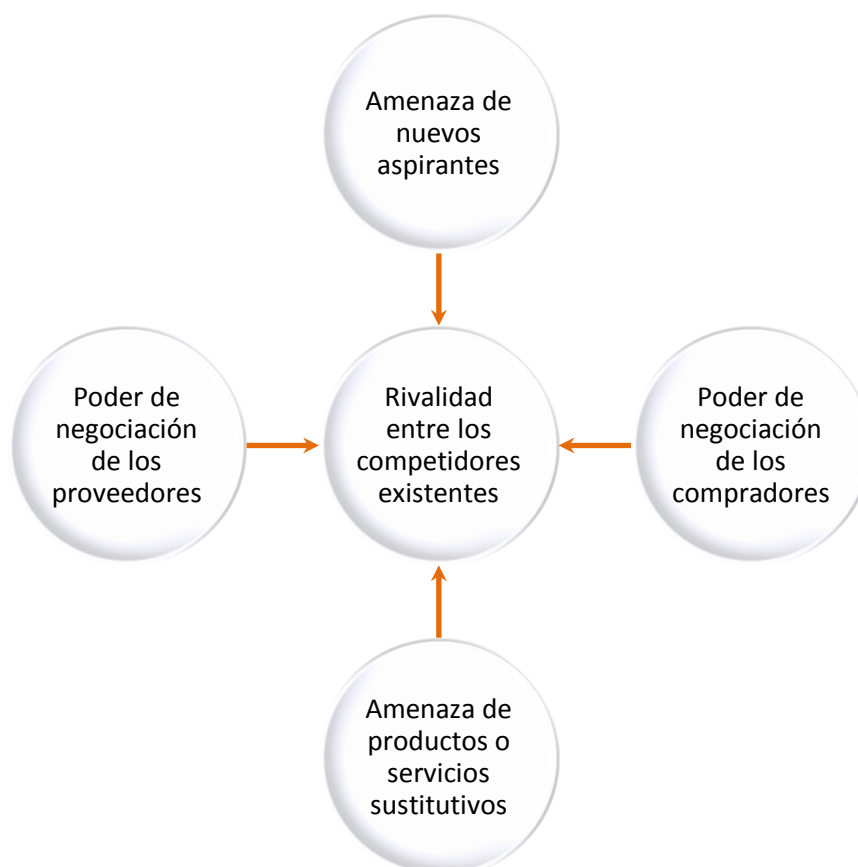 Amenaza de
nuevos
aspirantes
Poder de
negociación
de los
proveedores
Rivalidad
entre los
competidores
existentes
Poder de
negociación
de los
compradores
Amenaza de
productos o
servicios
sustitutivos